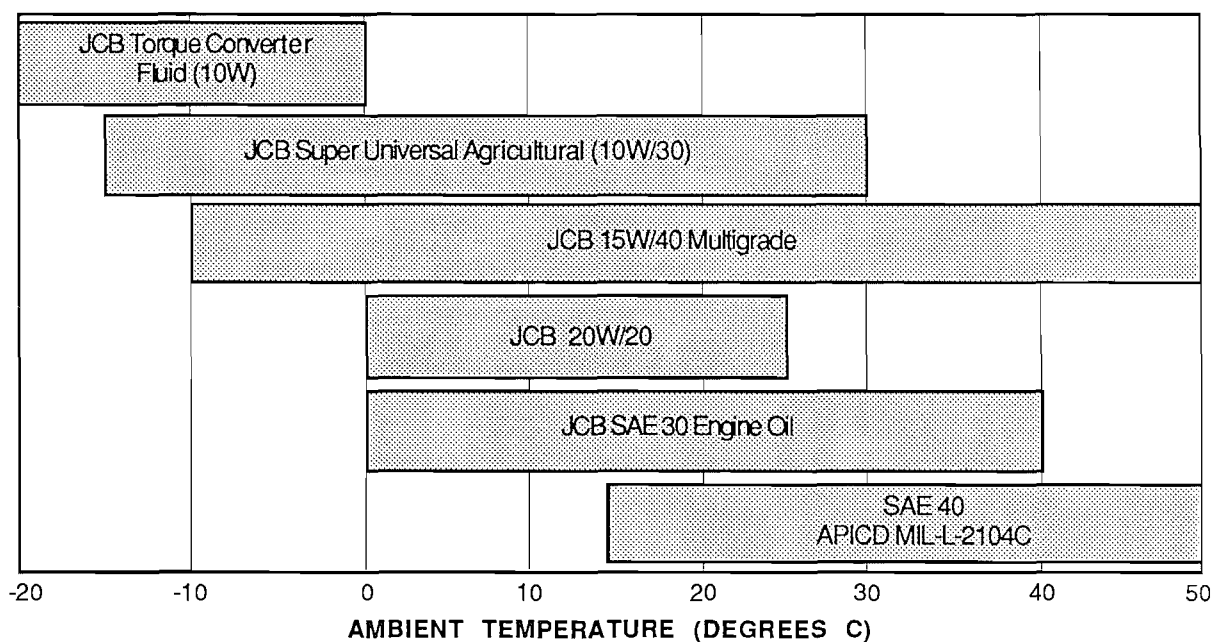 JCB Torque Converter
Fluid (10W)
JCB Super Universal Agricultural (10W/30)
JCB 15W/40 Multigrade
JCB 20W/20
JCB SAE 30 Engine Oil
SAE 40
APICD MIL-L-2104C
-20 -10 0 10 20 30 40 50
AMBIENT TEMPERATURE (DEGREES C)